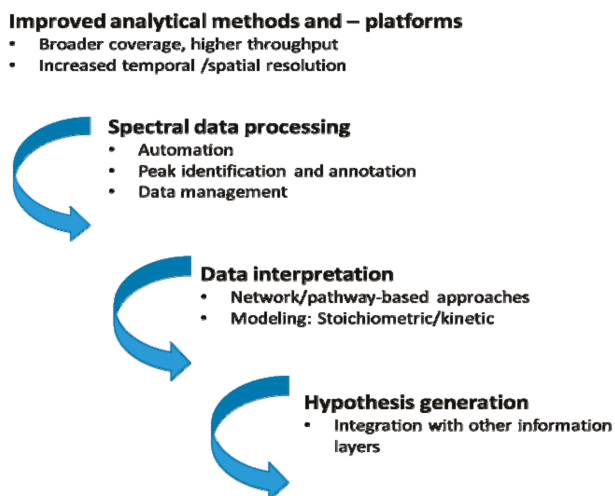 Improved analytical methods and – platforms
• Broader coverage, higher throughput
• Increased temporal /spatial resolution
Spectral data processing
• Automation
• Peak identification and annotation
• Data management
Data interpretation
• Network/pathway-based approaches
• Modeling: Stoichiometric/kinetic
Hypothesis generation
• Integration with other information
layers